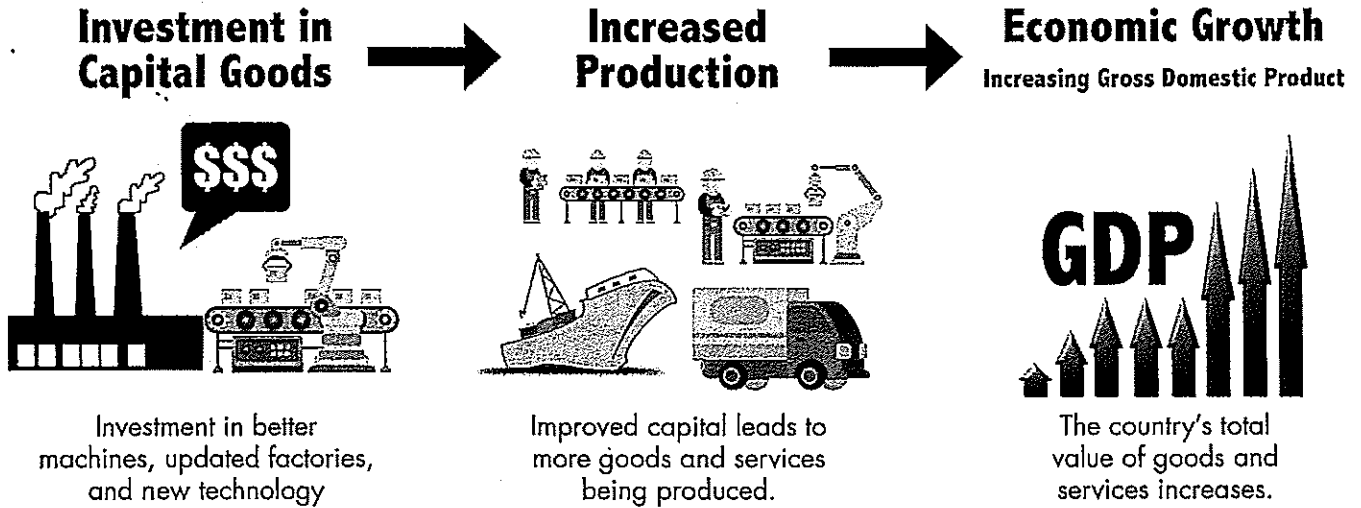 Investment in
Capital Goods
Increased
Production
Economic Growth
Increasing Gross Domestic Product
$$$
GDP
Investment in better
machines, updated factories,
and new technology
Improved capital leads to
more goods and services
being produced.
The country's total
value of goods and
services increases.